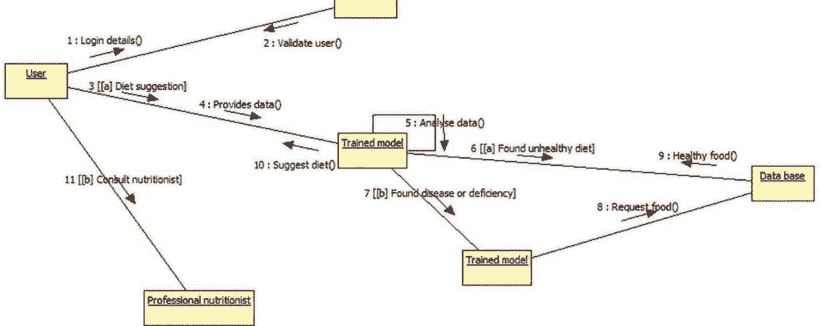 1 : Login details()
2 : Validate user()
User
3 [[a] Diet suggestion]
4 : Provides data()
5 : Analyse data()
Trained model
6 [[a] Found unhealthy diet]
9 : Healthy food()
10 : Suggest diet()
Data base
11 [[b] Consult nutritionist]
7 [[b] Found disease or deficiency]
8 : Request food()
Trained model
Professional nutritionist